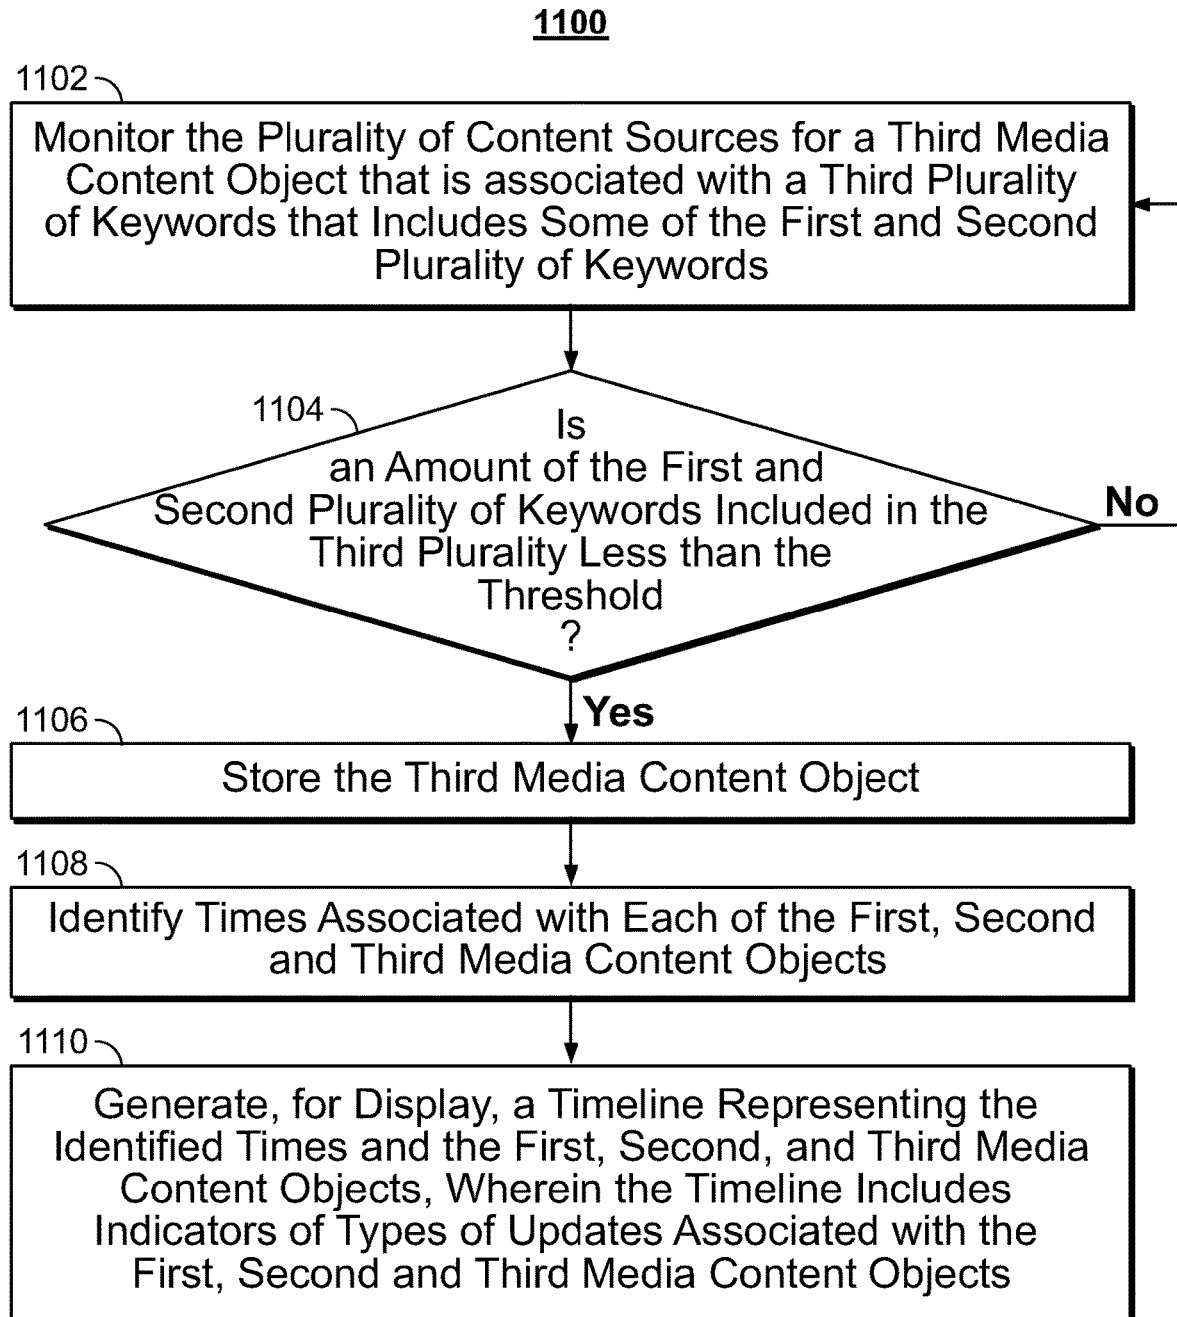 1100
1102
Monitor the Plurality of Content Sources for a Third Media
Content Object that is associated with a Third Plurality
of Keywords that Includes Some of the First and Second
Plurality of Keywords
1104
Is
an Amount of the First and
Second Plurality of Keywords Included in the
Third Plurality Less than the
Threshold
?
No
Yes
1106
Store the Third Media Content Object
1108
Identify Times Associated with Each of the First, Second
and Third Media Content Objects
1110
Generate, for Display, a Timeline Representing the
Identified Times and the First, Second, and Third Media
Content Objects, Wherein the Timeline Includes
Indicators of Types of Updates Associated with the
First, Second and Third Media Content Objects